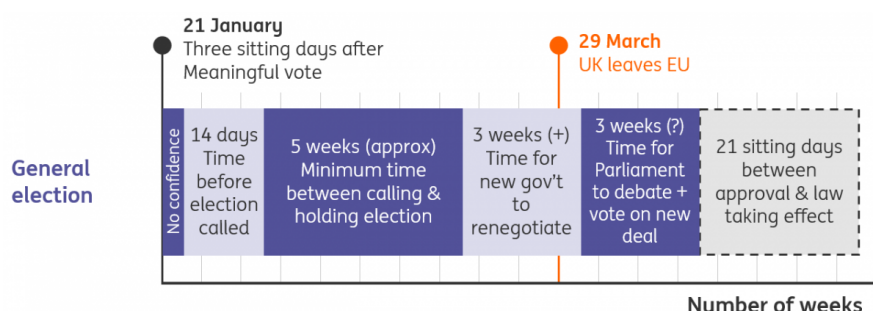 21 January
Three sitting days after
Meaningful vote
29 March
UK leaves EU
General
election
No confidence
14 days
Time
before
election
called
5 weeks (approx)
Minimum time
between calling &
holding election
3 weeks (+)
Time for
new gov't
to
renegotiate
3 weeks (?)
Time for
Parliament
to debate +
vote on new
deal
21 sitting days
between
approval & law
taking effect
Number of weeks